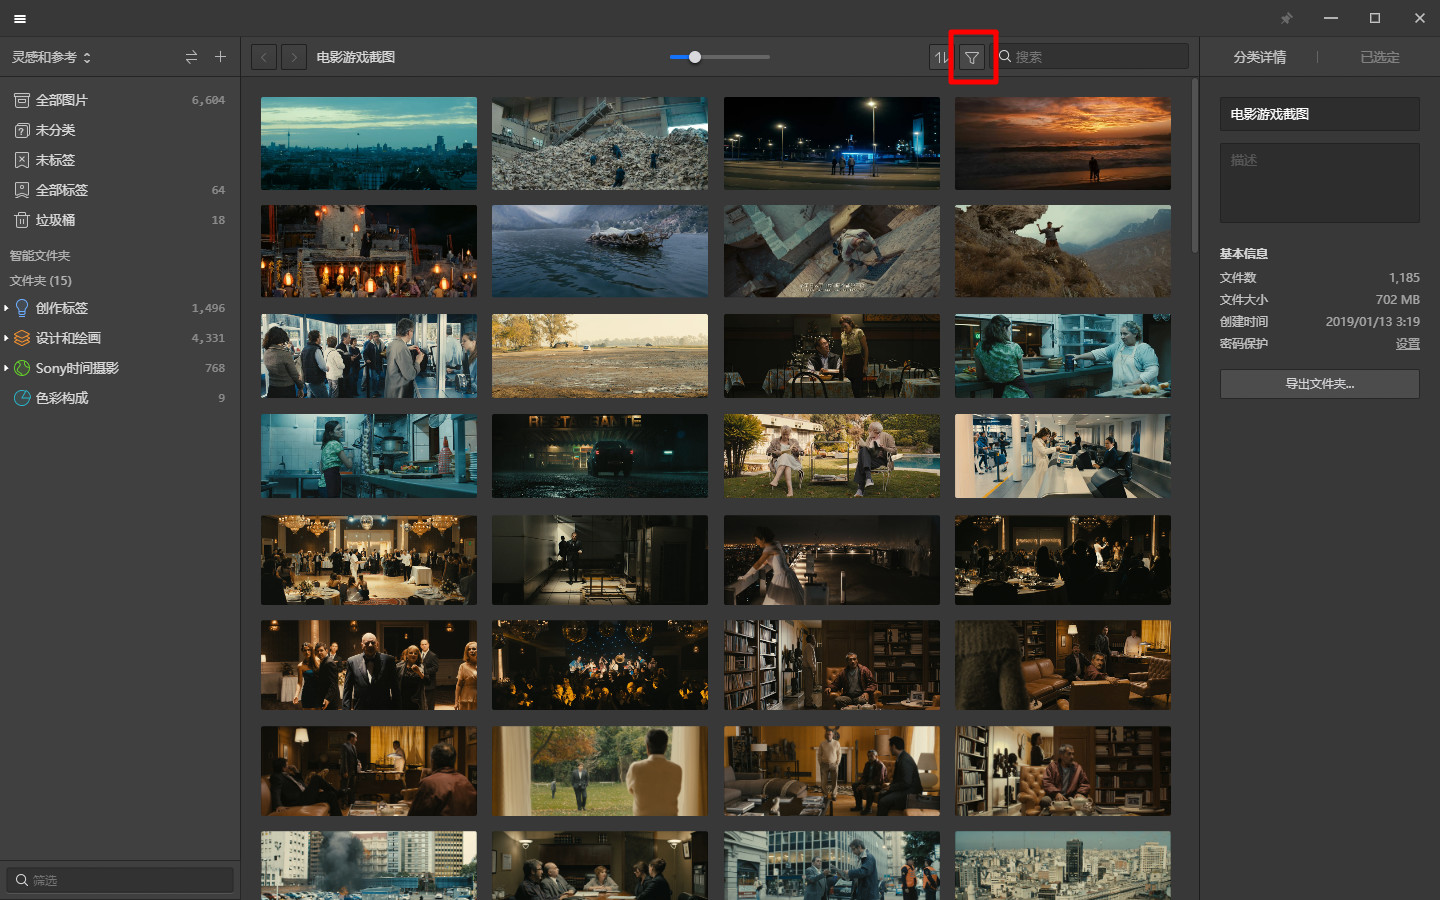 灵感和参考
电影游戏截图
搜索
分类详情
已选定
全部图片 6,604
未分类
未标签
全部标签 64
垃圾桶 18
智能文件夹
文件夹 (15)
创作标签 1,496
设计和绘画 4,331
Sony时间摄影 768
色彩构成 9
筛选
电影游戏截图
描述
基本信息
文件数 1,185
文件大小 702 MB
创建时间 2019/01/13 3:19
密码保护 设置
导出文件夹...